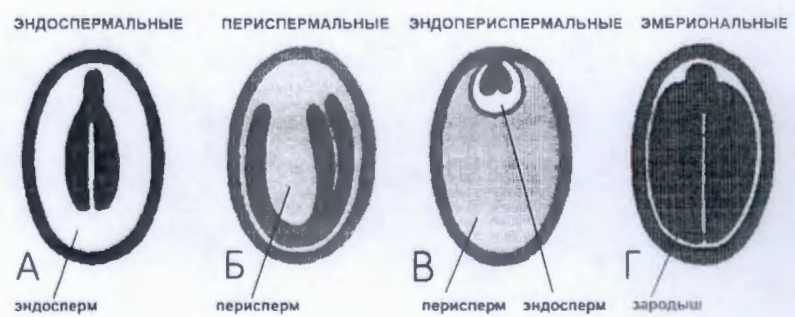 ЭНДОСПЕРМАЛЬНЫЕ ПЕРИСПЕРМАЛЬНЫЕ ЭНДОПЕРИСПЕРМАЛЬНЫЕ ЭМБРИОНАЛЬНЫЕ
А Б В Г
эндосперм перисперм перисперм эндосперм зародыш